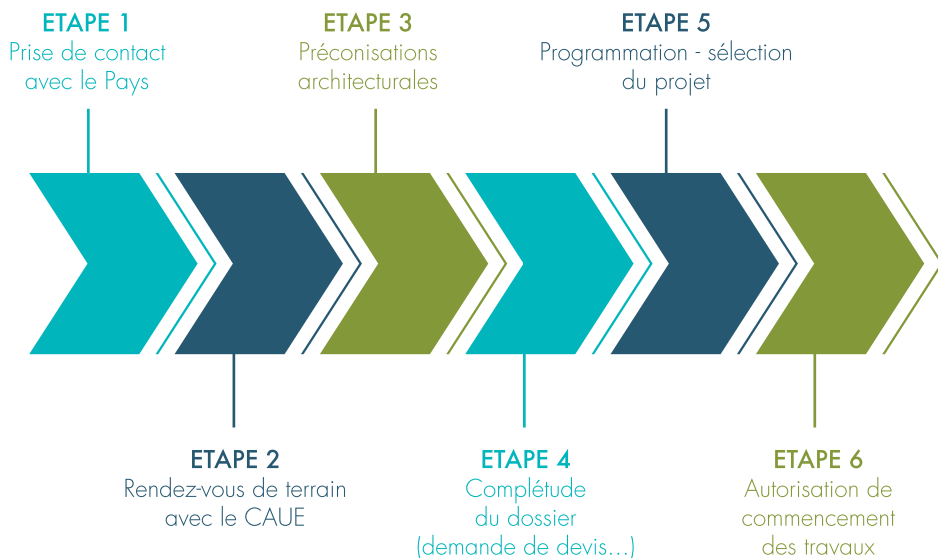 ETAPE 1
Prise de contact
avec le Pays
ETAPE 2
Rendez-vous de terrain
avec le CAUE
ETAPE 3
Préconisations
architecturales
ETAPE 4
Complétude
du dossier
(demande de devis...)
ETAPE 5
Programmation - sélection
du projet
ETAPE 6
Autorisation de
commencement
des travaux